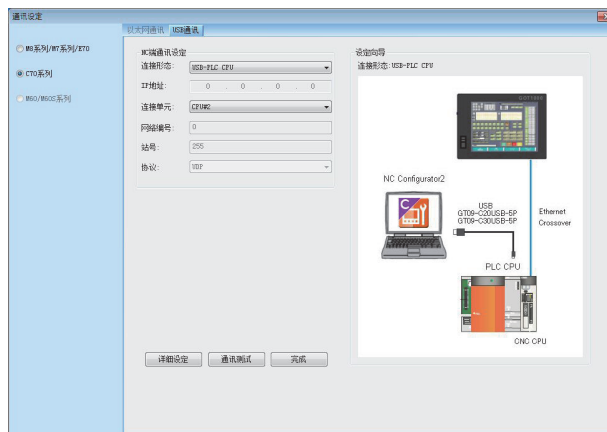 通讯设定
以太网通讯 USB通讯
M8系列/M7系列/E70
C70系列
M60/M60S系列
NC端通讯设定
连接形态: USB-PLC CPU
IP地址: 0 . 0 . 0 . 0
连接单元: CPU#2
网络编号: 0
站号: 255
协议: UDP
详细设定 通讯测试 完成
设定向导
连接形态:USB-PLC CPU
GOT1000
NC Configurator2
USB
GT09-C20USB-5P
GT09-C30USB-5P
Ethernet
Crossover
PLC CPU
CNC CPU